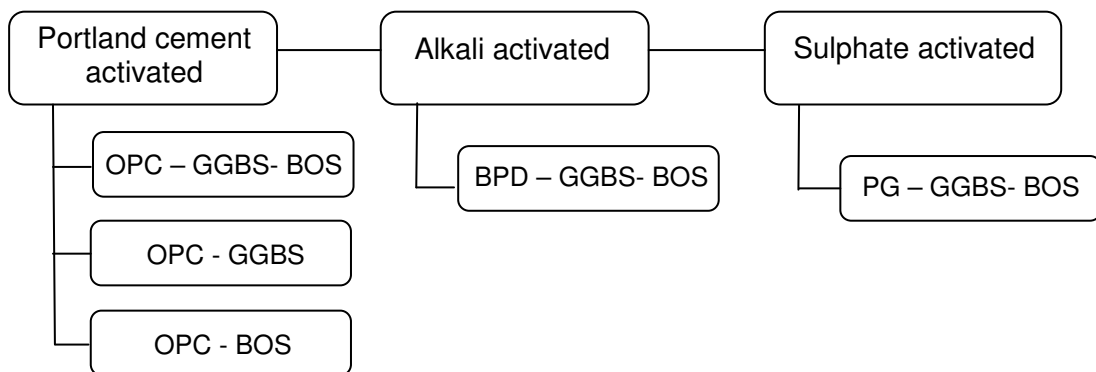 Portland cement
activated
Alkali activated
Sulphate activated
OPC – GGBS- BOS
BPD – GGBS- BOS
PG – GGBS- BOS
OPC - GGBS
OPC - BOS